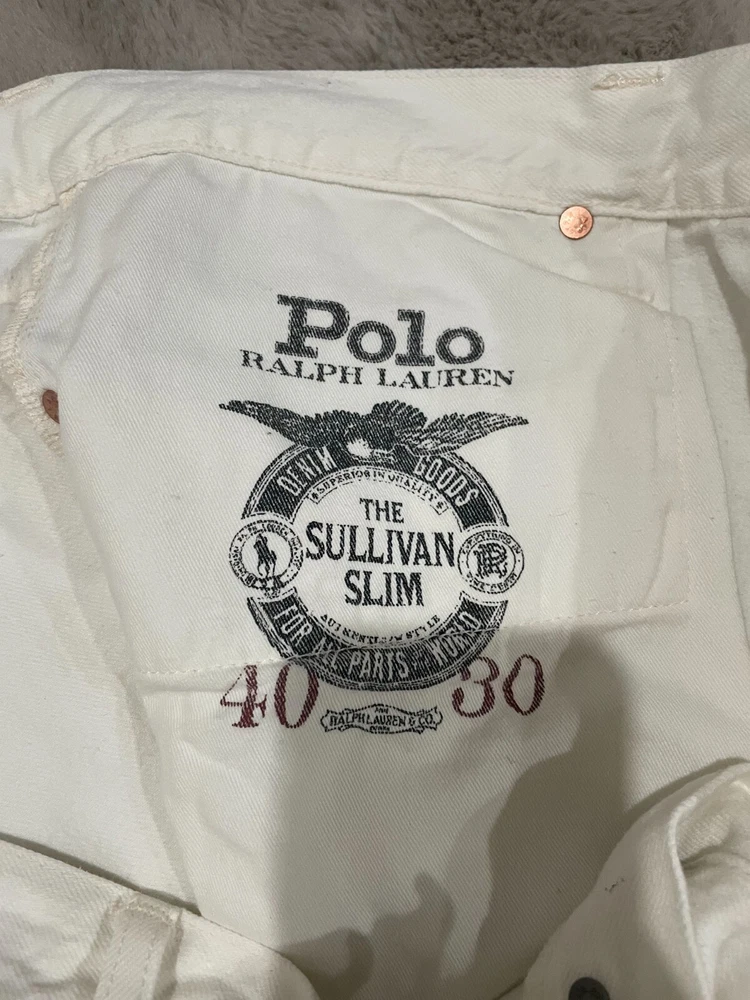 Polo
RALPH LAUREN
DENIM GOODS
SUPERIOR IN QUALITY
THE
SULLIVAN
SLIM
AUTHENTIC STYLE
FOR ALL PARTS WORLD
40 30
RALPH LAUREN & CO.